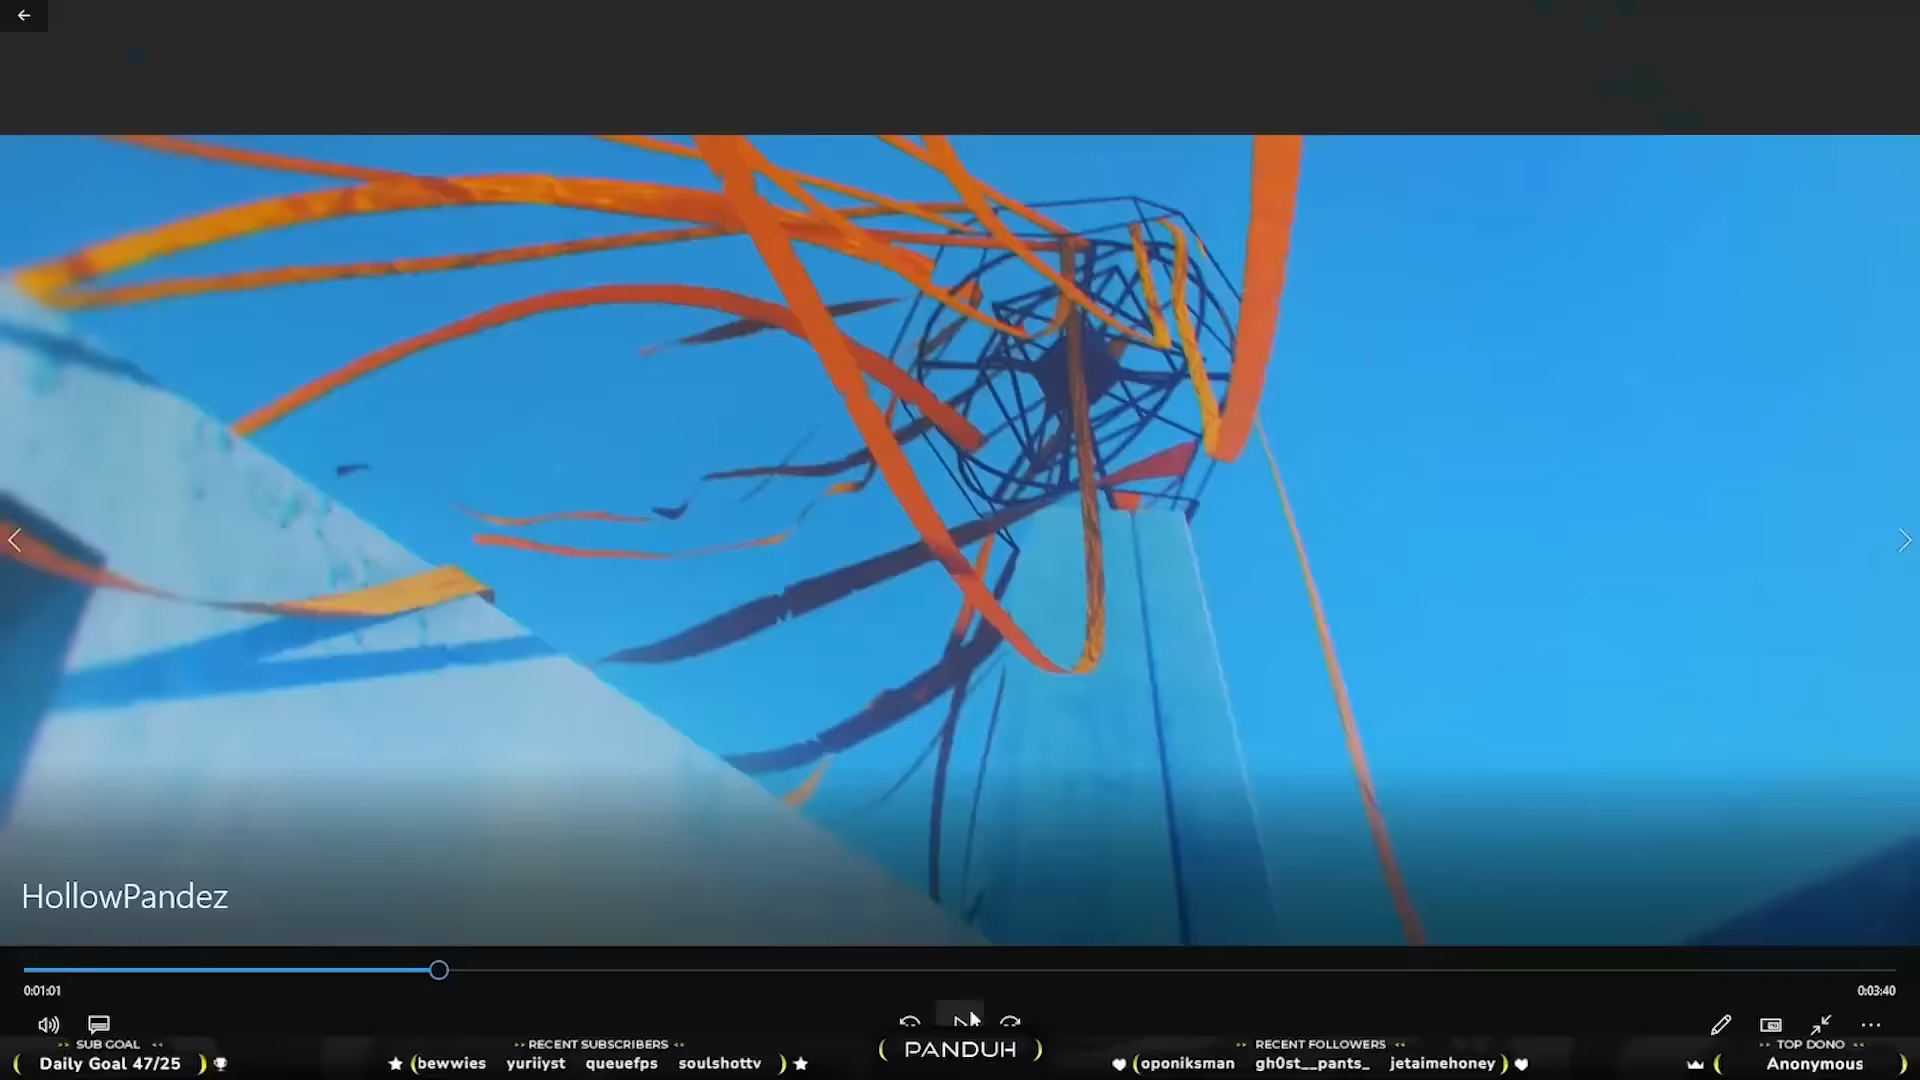 HollowPandez
0:01:01
0:03:40
SUB GOAL
Daily Goal 47/25
RECENT SUBSCRIBERS
bewwies yuriiyst queuefps soulshottv
PANDUH
RECENT FOLLOWERS
oponiksman gh0st__pants_ jetaimehoney
TOP DONO
Anonymous